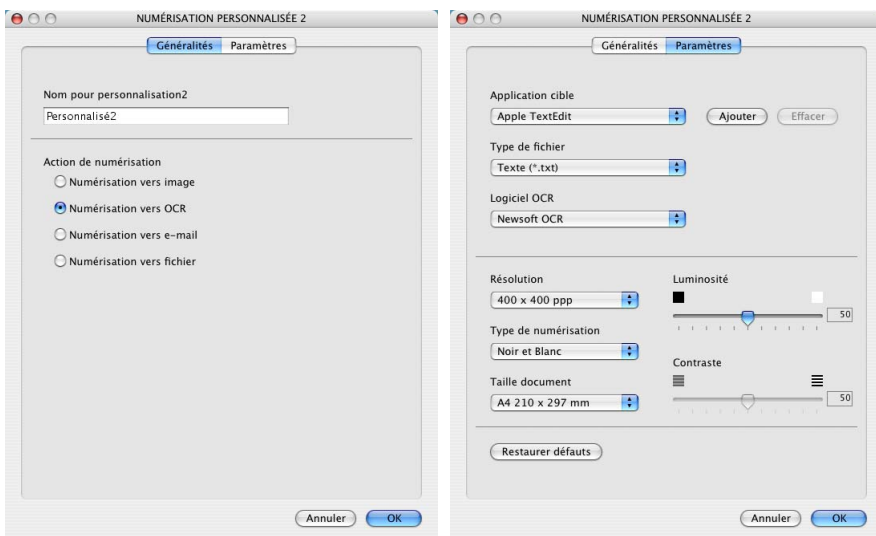 NUMÉRISATION PERSONNALISÉE 2
Généralités Paramètres
Nom pour personnalisation2
Personnalisé2
Action de numérisation
Numérisation vers image
Numérisation vers OCR
Numérisation vers e-mail
Numérisation vers fichier
Annuler OK
NUMÉRISATION PERSONNALISÉE 2
Généralités Paramètres
Application cible
Apple TextEdit Ajouter Effacer
Type de fichier
Texte (*.txt)
Logiciel OCR
Newsoft OCR
Résolution
400 x 400 ppp
Type de numérisation
Noir et Blanc
Taille document
A4 210 x 297 mm
Luminosité
50
Contraste
50
Restaurer défauts
Annuler OK